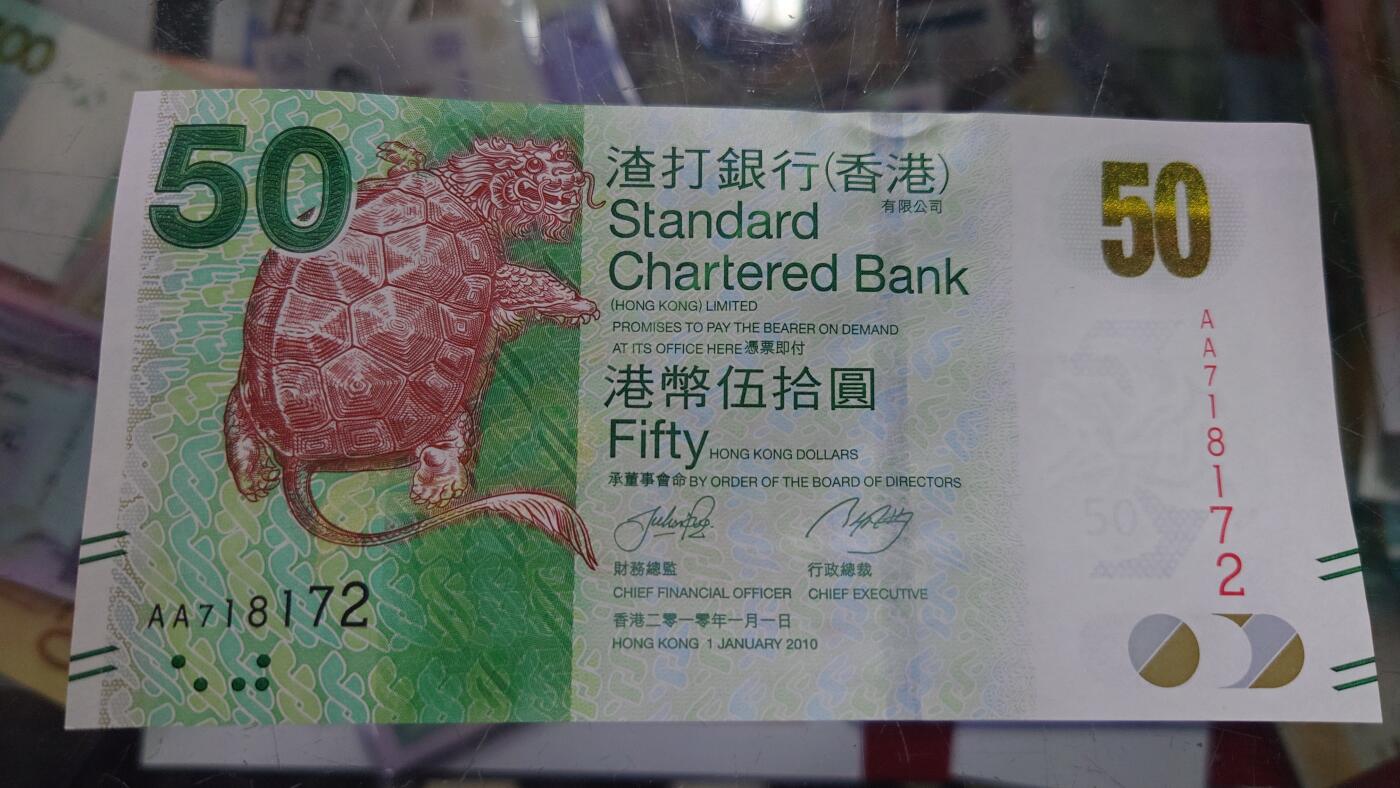 50
渣打銀行(香港)
有限公司
Standard
Chartered Bank
(HONG KONG) LIMITED
PROMISES TO PAY THE BEARER ON DEMAND
AT ITS OFFICE HERE 憑票即付
港幣伍拾圓
Fifty HONG KONG DOLLARS
承董事會命 BY ORDER OF THE BOARD OF DIRECTORS
財務總監 行政總裁
CHIEF FINANCIAL OFFICER CHIEF EXECUTIVE
香港二零一零年一月一日
HONG KONG 1 JANUARY 2010
AA718172
50
AA718172
50